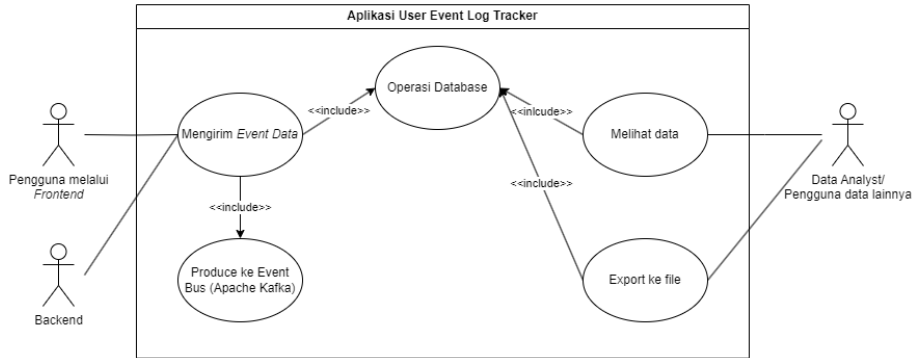 Aplikasi User Event Log Tracker
Operasi Database
<<include>>
<<inlcude>>
Mengirim Event Data
Melihat data
Pengguna melalui
Frontend
Data Analyst/
Pengguna data lainnya
<<include>>
<<include>>
Produce ke Event
Bus (Apache Kafka)
Export ke file
Backend